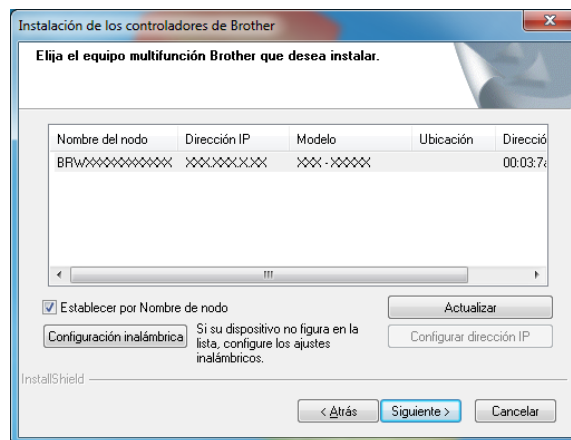 Instalación de los controladores de Brother
Elija el equipo multifunción Brother que desea instalar.
Nombre del nodo Dirección IP Modelo Ubicación Direcció
BRWXXXXXXXXXXXX XXX.XXX.X.XX XXX-XXXXX 00:03:7a
Establecer por Nombre de nodo
Actualizar
Configuración inalámbrica
Si su dispositivo no figura en la
lista, configure los ajustes
inalámbricos.
Configurar dirección IP
InstallShield
< Atrás Siguiente > Cancelar